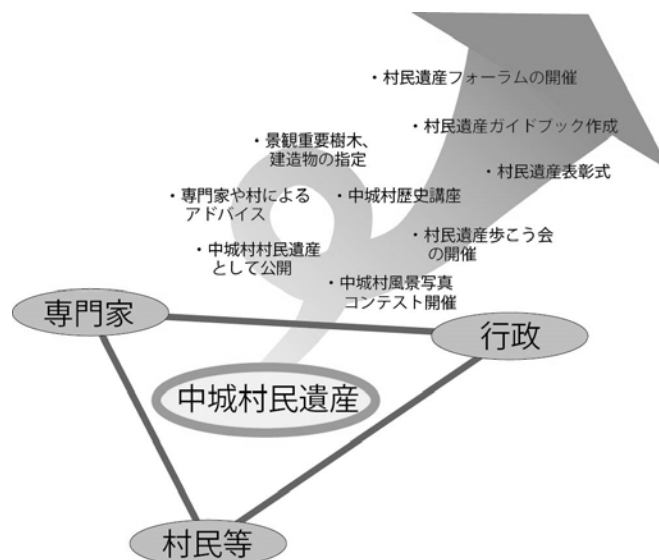 ・村民遺産フォーラムの開催
・村民遺産ガイドブック作成
・景観重要樹木、
建造物の指定
・村民遺産表彰式
・専門家や村による
アドバイス
・中城村歴史講座
・村民遺産歩こう会
の開催
・中城村村民遺産
として公開
・中城村風景写真
コンテスト開催
専門家
行政
中城村民遺産
村民等